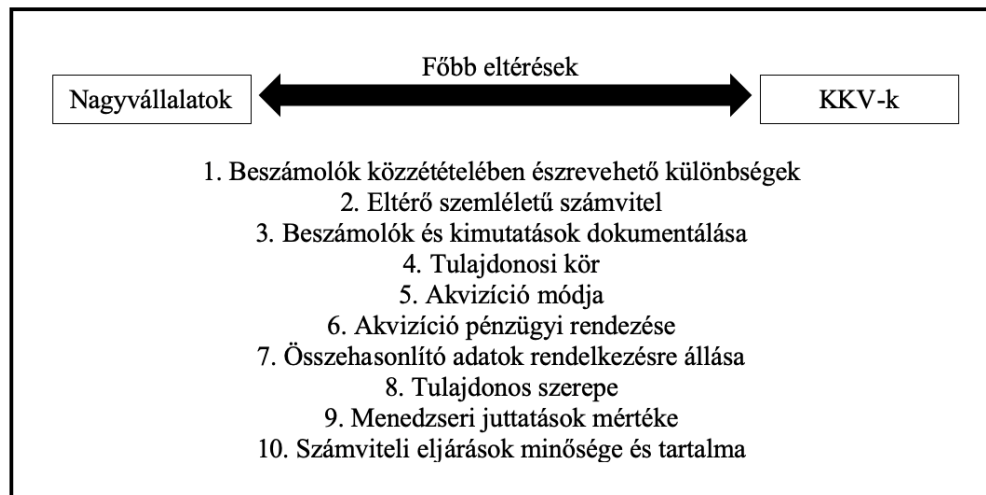 Főbb eltérések
Nagyvállalatok
KKV-k
1. Beszámolók közzétételében észrevehető különbségek
2. Eltérő szemléletű számvitel
3. Beszámolók és kimutatások dokumentálása
4. Tulajdonosi kör
5. Akvizíció módja
6. Akvizíció pénzügyi rendezése
7. Összehasonlító adatok rendelkezésre állása
8. Tulajdonos szerepe
9. Menedzseri juttatások mértéke
10. Számviteli eljárások minősége és tartalma